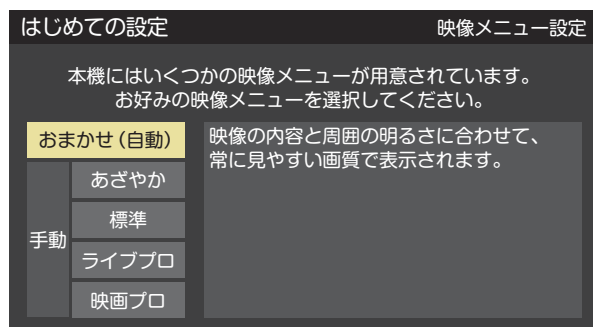 はじめての設定
映像メニュー設定
本機にはいくつかの映像メニューが用意されています。
お好みの映像メニューを選択してください。
おまかせ(自動)
手動
あざやか
標準
ライブプロ
映画プロ
映像の内容と周囲の明るさに合わせて、
常に見やすい画質で表示されます。